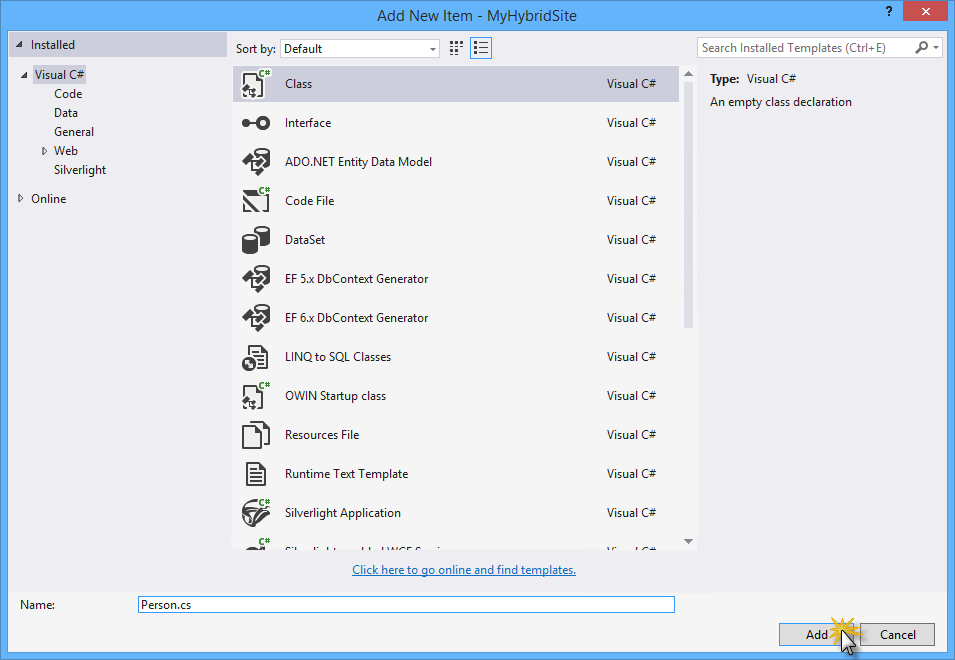 Add New Item - MyHybridSite
?
Installed
Sort by: Default
Search Installed Templates (Ctrl+E)
Visual C#
Code
Data
General
Web
Silverlight
Online
Class Visual C#
Interface Visual C#
ADO.NET Entity Data Model Visual C#
C#
Code File Visual C#
DataSet Visual C#
EF 5.x DbContext Generator Visual C#
EF 6.x DbContext Generator Visual C#
LINQ to SQL Classes Visual C#
C#
OWIN Startup class Visual C#
Resources File Visual C#
Runtime Text Template Visual C#
C#
Silverlight Application Visual C#
C#
Type: Visual C#
An empty class declaration
Click here to go online and find templates.
Name: Person.cs
Add Cancel